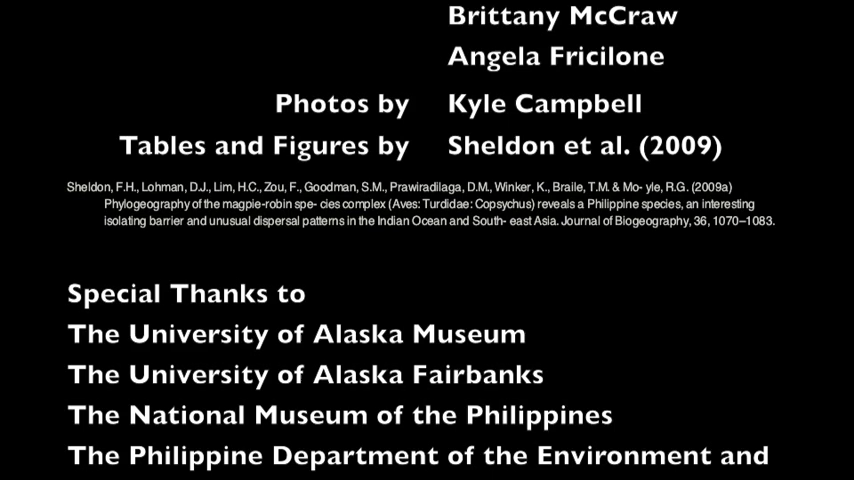 Brittany McCraw
Angela Fricilone
Photos by Kyle Campbell
Tables and Figures by Sheldon et al. (2009)
Sheldon, F.H., Lohman, D.J., Lim, H.C., Zou, F., Goodman, S.M., Prawiradilaga, D.M., Winker, K., Braile, T.M. & Mo- yle, R.G. (2009a)
Phylogeography of the magpie-robin spe- cies complex (Aves: Turdidae: Copsychus) reveals a Philippine species, an interesting
isolating barrier and unusual dispersal patterns in the Indian Ocean and South- east Asia. Journal of Biogeography, 36, 1070–1083.
Special Thanks to
The University of Alaska Museum
The University of Alaska Fairbanks
The National Museum of the Philippines
The Philippine Department of the Environment and